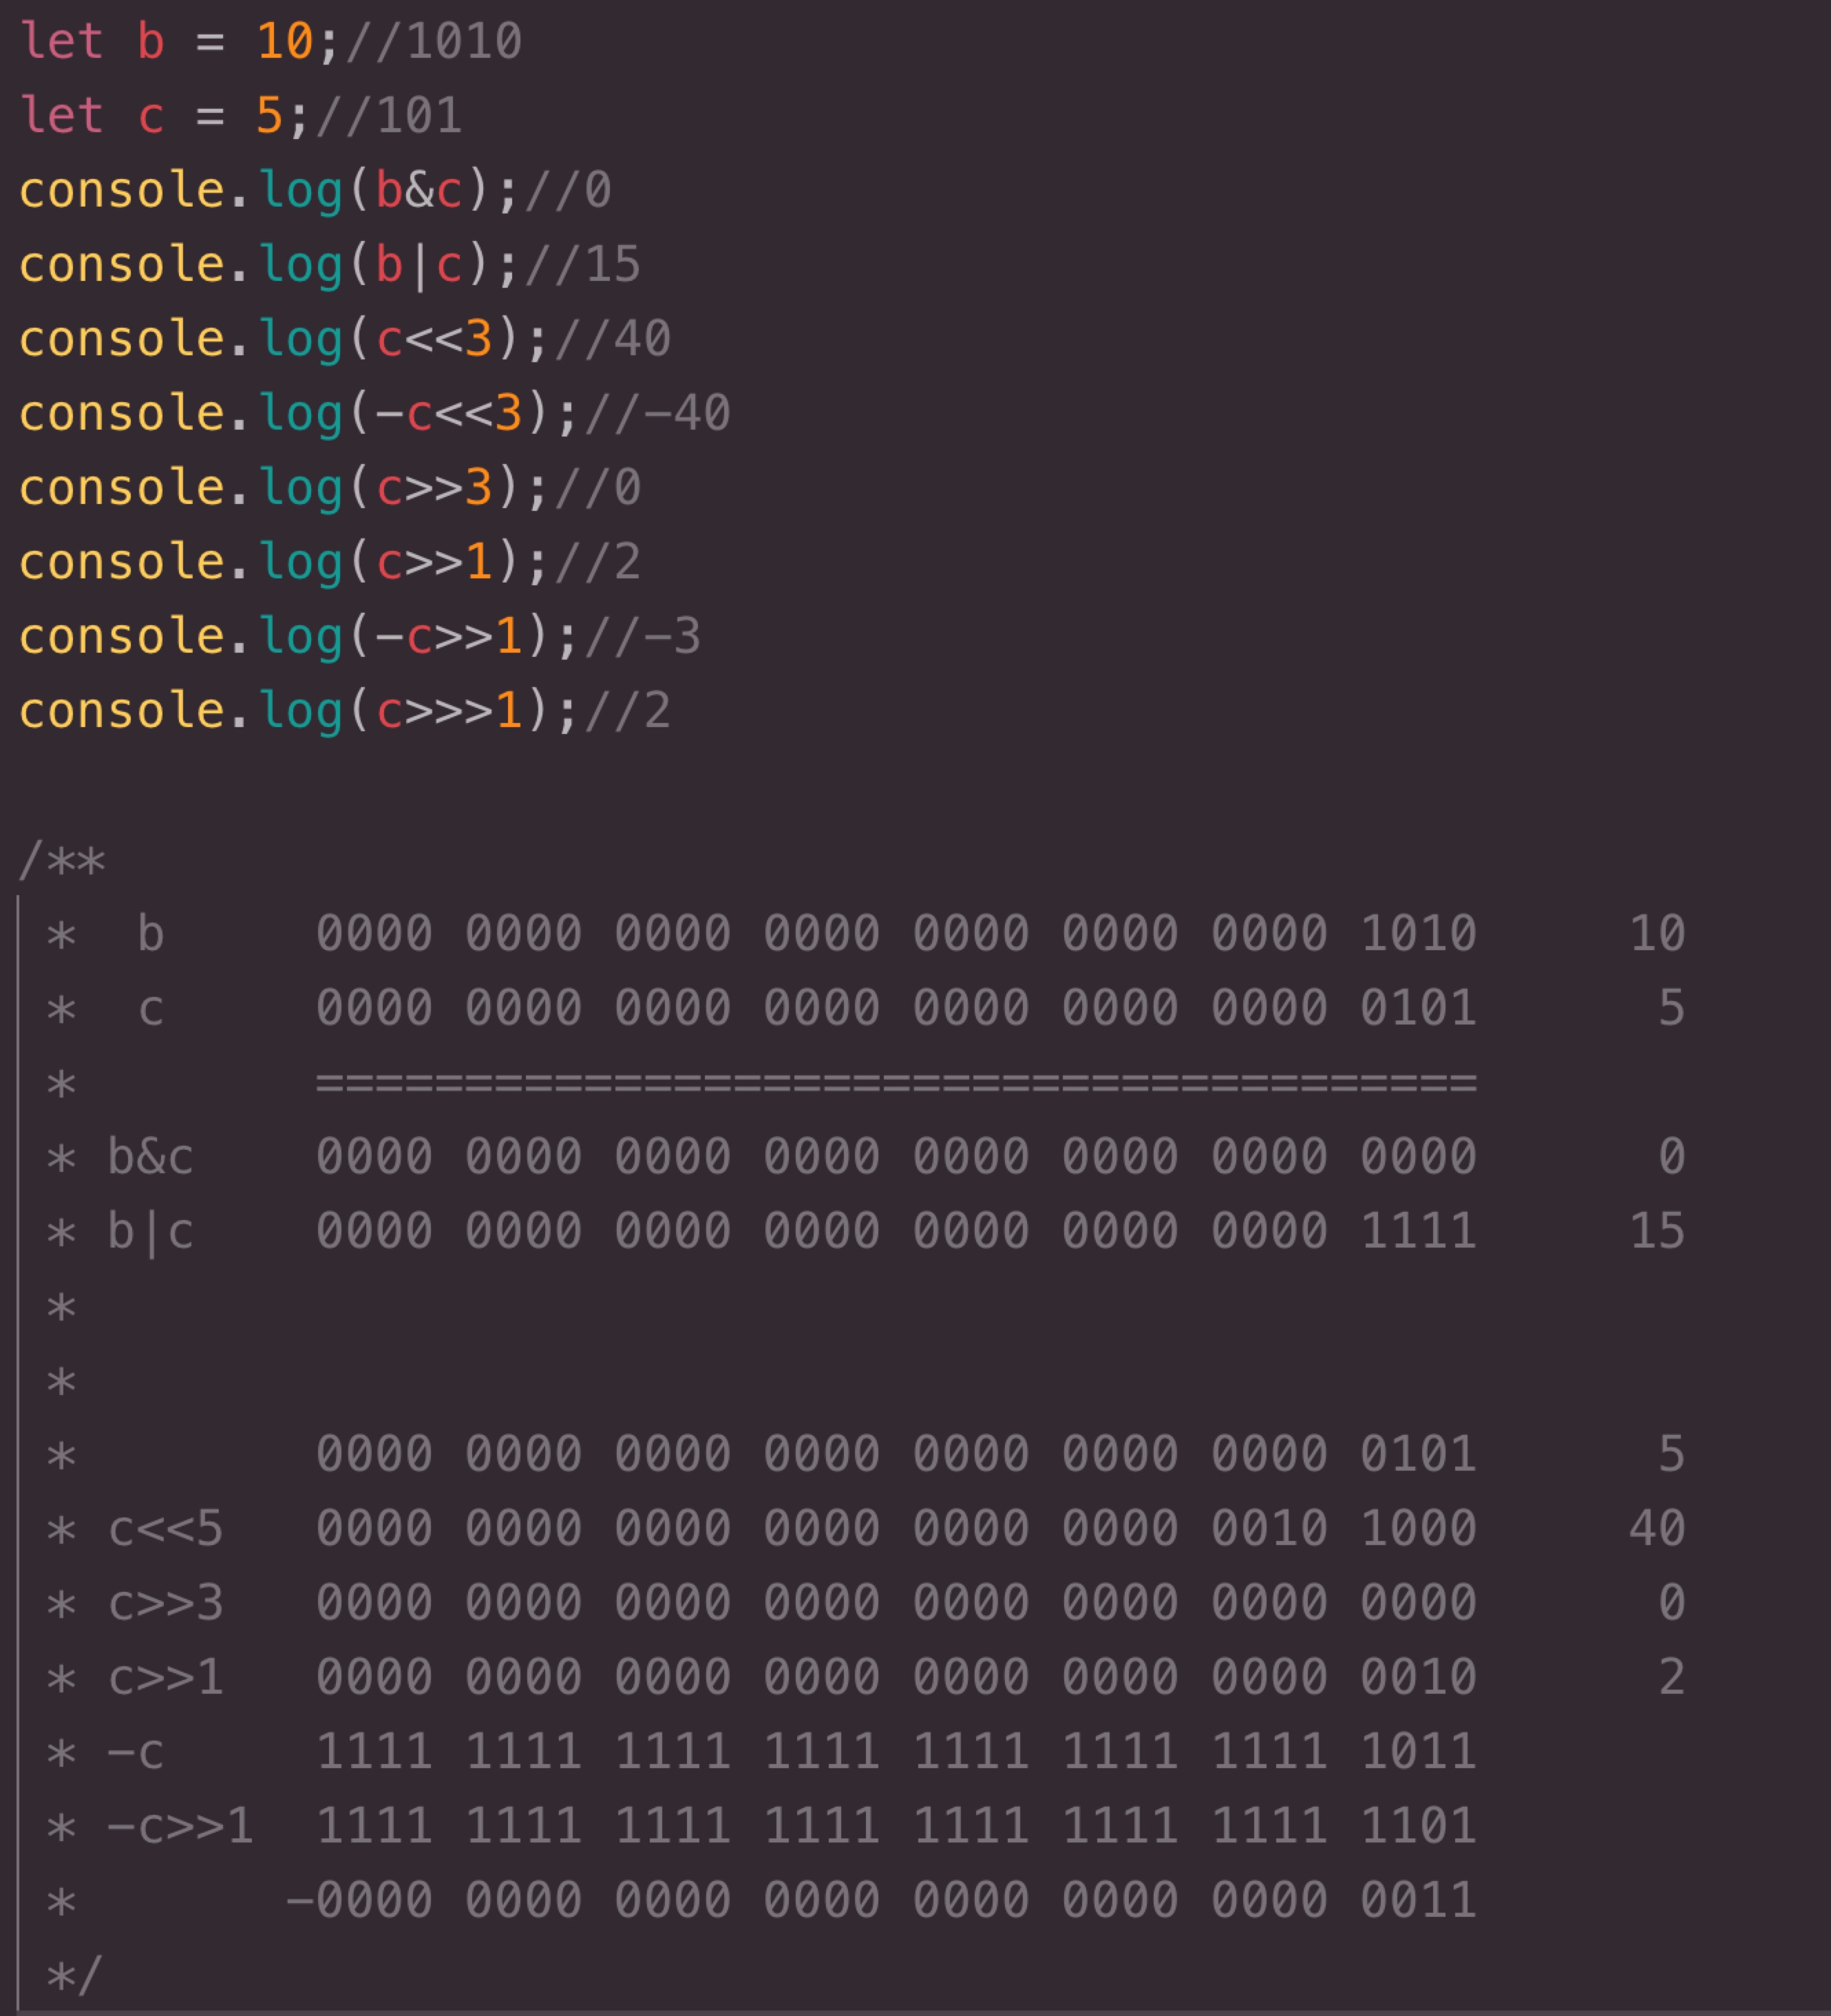 let b = 10;//1010
let c = 5;//101
console.log(b&c);//0
console.log(b|c);//15
console.log(c<<3);//40
console.log(-c<<3);//-40
console.log(c>>3);//0
console.log(c>>1);//2
console.log(-c>>1);//-3
console.log(c>>>1);//2

/**
 *  b     0000 0000 0000 0000 0000 0000 0000 1010     10
 *  c     0000 0000 0000 0000 0000 0000 0000 0101      5
 *        =======================================
 * b&c    0000 0000 0000 0000 0000 0000 0000 0000      0
 * b|c    0000 0000 0000 0000 0000 0000 0000 1111     15
 *
 *
 *        0000 0000 0000 0000 0000 0000 0000 0101      5
 * c<<5   0000 0000 0000 0000 0000 0000 0010 1000     40
 * c>>3   0000 0000 0000 0000 0000 0000 0000 0000      0
 * c>>1   0000 0000 0000 0000 0000 0000 0000 0010      2
 * -c     1111 1111 1111 1111 1111 1111 1111 1011
 * -c>>1  1111 1111 1111 1111 1111 1111 1111 1101
 *       -0000 0000 0000 0000 0000 0000 0000 0011
 */